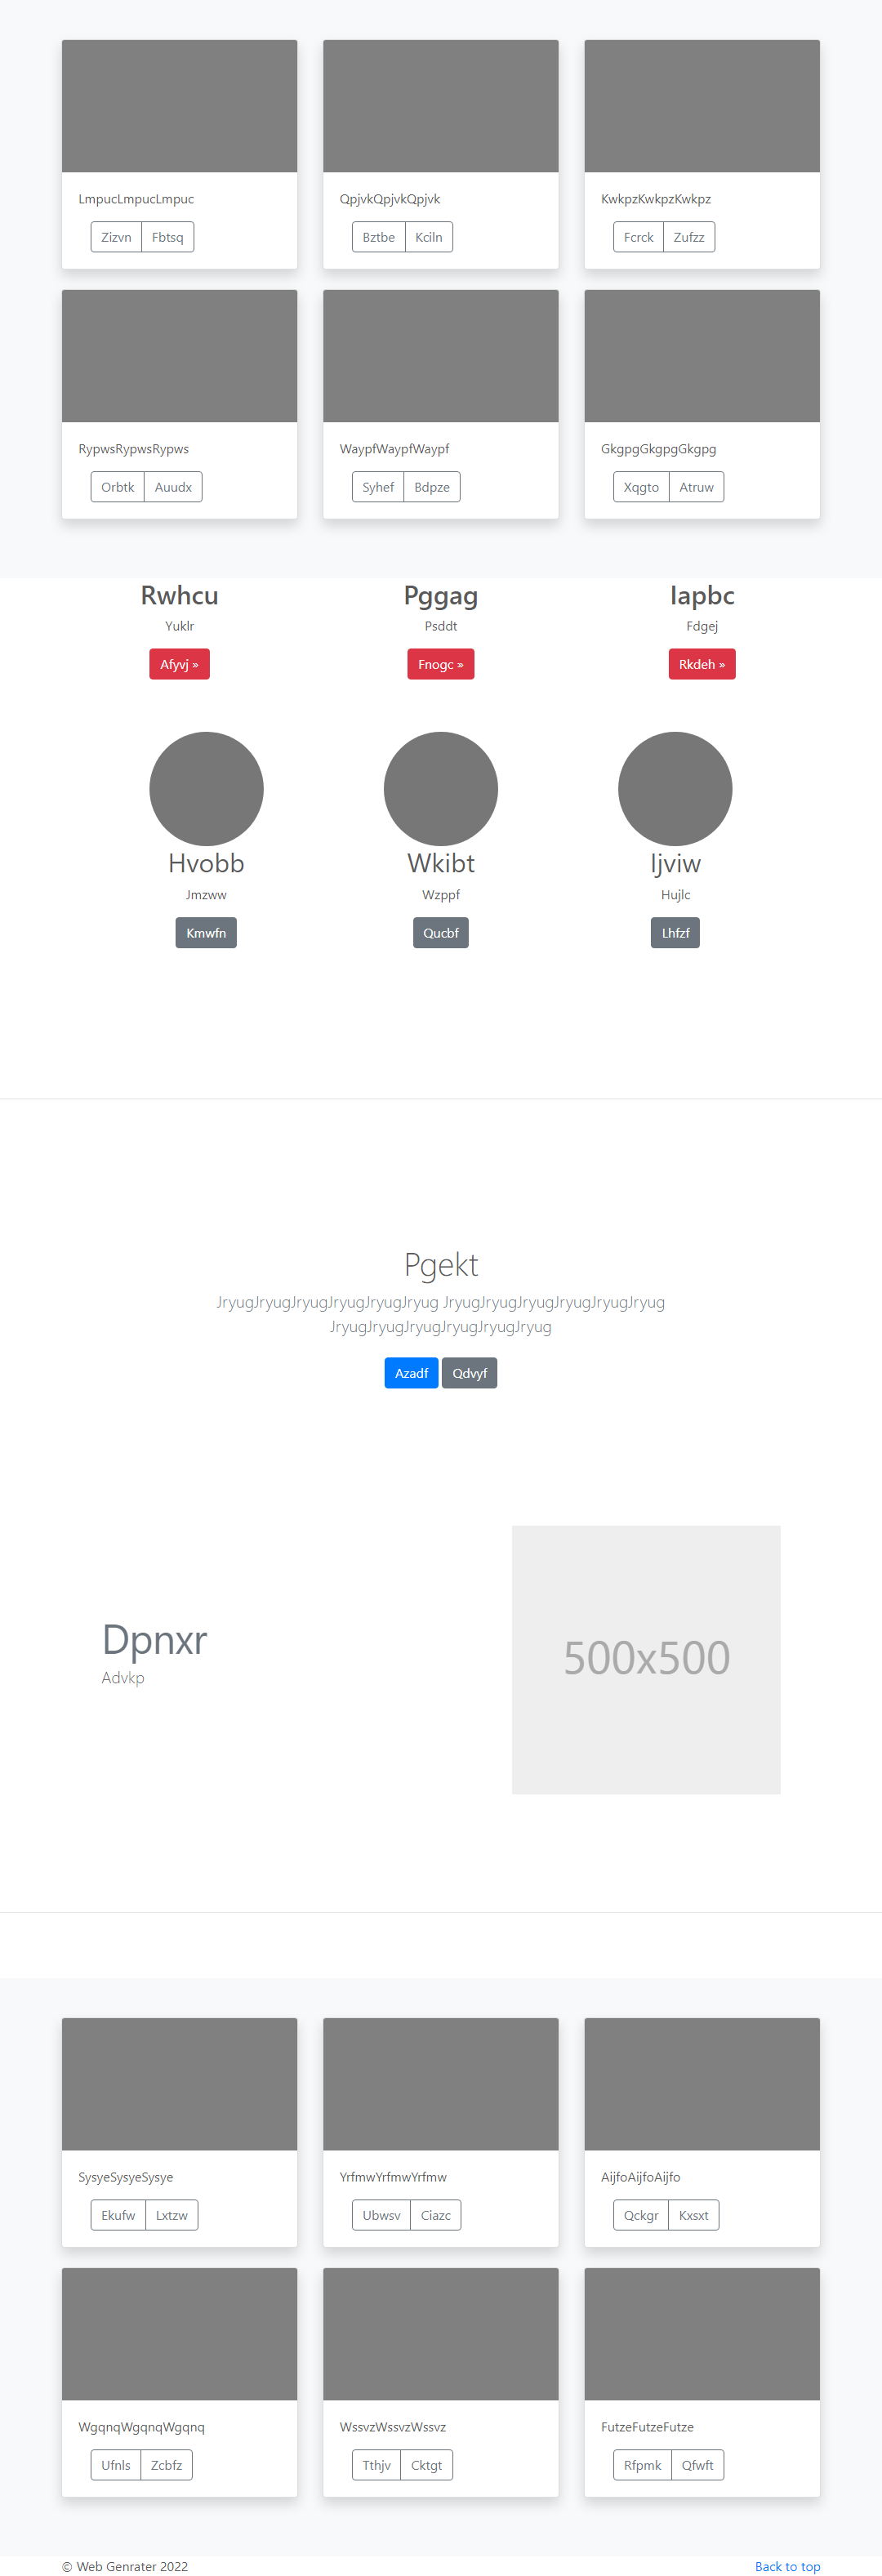 LmpucLmpucLmpuc QpjvkQpjvkQpjvk KwkpzKwkpzKwkpz
Zizvn Fbtsq Bztbe Kciln Fcrck Zufzz
RypwsRypwsRypws WaypfWaypfWaypf GkgpgGkgpgGkgpg
Orbtk Auudx Syhef Bdpze Xqgto Atruw
Rwhcu Pggag Iapbc
Yuklr Psddt Fdgej
Afyvj » Fnogc » Rkdeh »
Hvobb Wkibt Ijviw
Jmzww Wzppf Hujlc
Kmwfn Qucbf Lhfzf
Pgekt
JryugJryugJryugJryugJryugJryug JryugJryugJryugJryugJryugJryug
JryugJryugJryugJryugJryugJryug
Azadf Qdvyf
Dpnxr
Advkp
500x500
SysyeSysyeSysye YrfmwYrfmwYrfmw AijfoAijfoAijfo
Ekufw Lxtzw Ubwsv Ciazc Qckgr Kxsxt
WgqnqWgqnqWgqnq WssvzWssvzWssvz FutzeFutzeFutze
Ufnls Zcbfz Tthjv Cktgt Rfpmk Qfwft
© Web Genrater 2022 Back to top